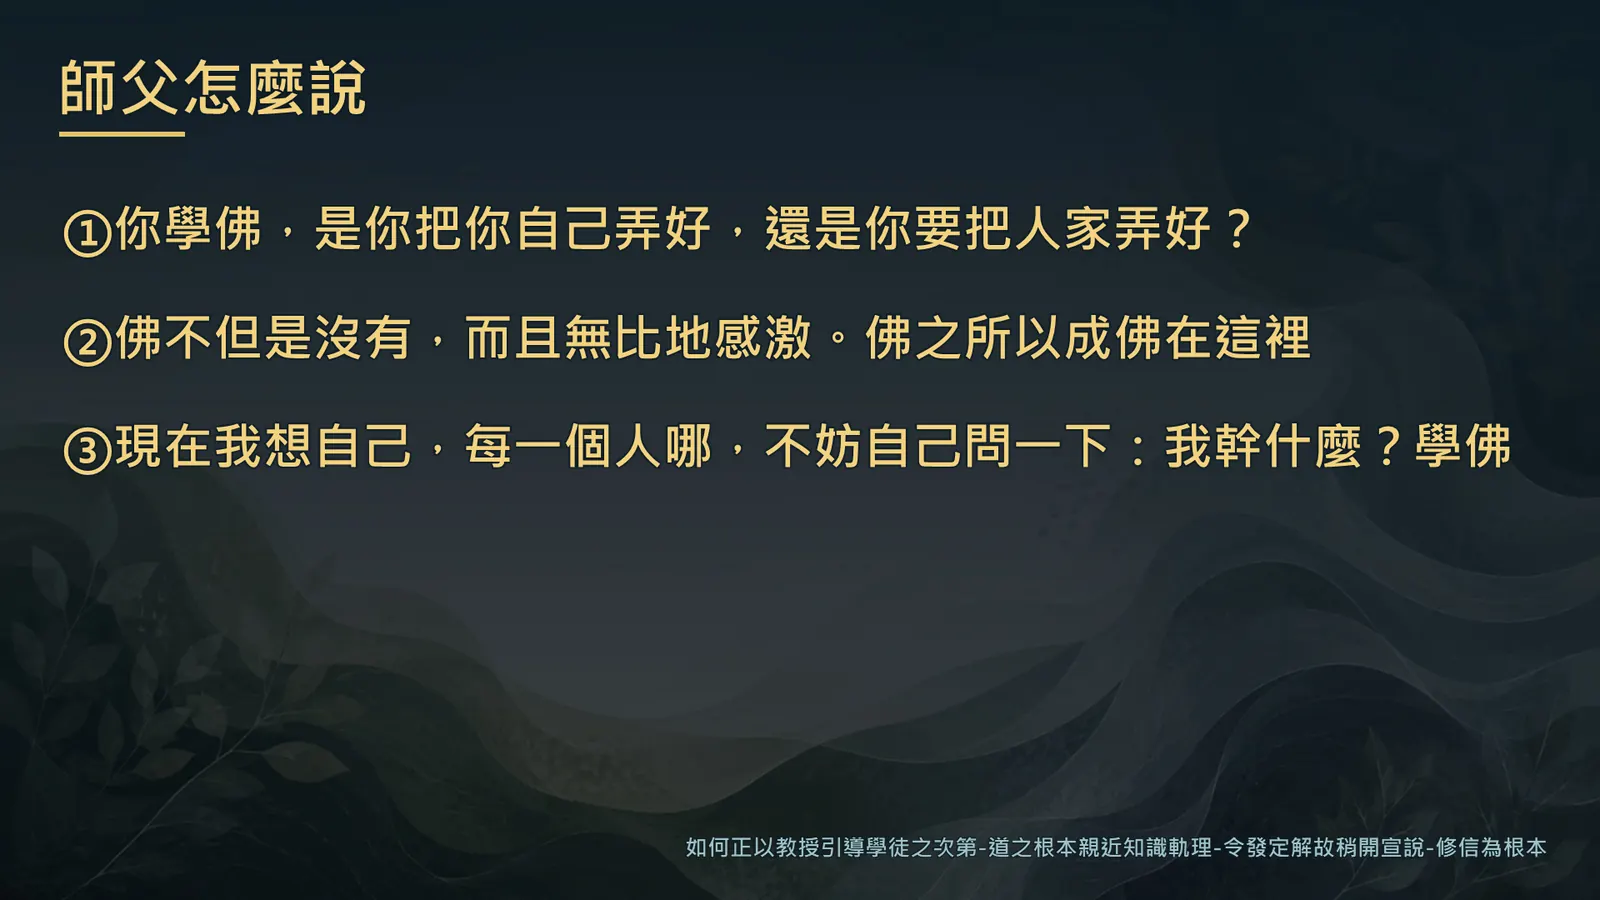 師父怎麼說
①你學佛，是你把你自己弄好，還是你要把人家弄好？
②佛不但是沒有，而且無比地感激。佛之所以成佛在這裡
③現在我想自己，每一個人哪，不妨自己問一下：我幹什麼？學佛
如何正以教授引導學徒之次第-道之根本親近知識軌理-令發定解故稍開宣說-修信為根本